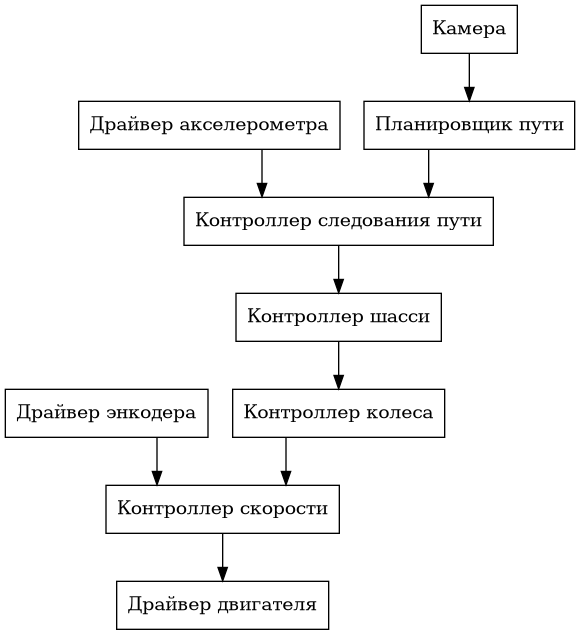 Камера
Драйвер акселерометра
Планировщик пути
Контроллер следования пути
Контроллер шасси
Драйвер энкодера
Контроллер колеса
Контроллер скорости
Драйвер двигателя